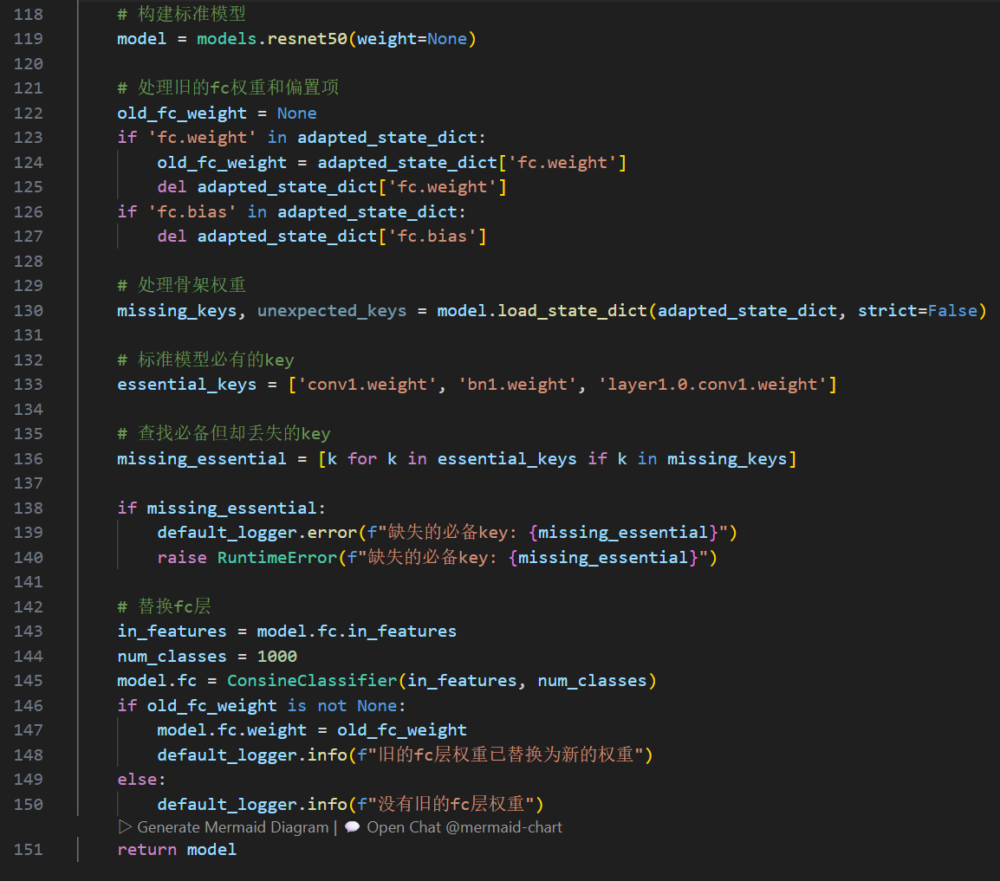 118 # 构建标准模型
119 model = models.resnet50(weight=None)
120
121 # 处理旧的fc权重和偏置项
122 old_fc_weight = None
123 if 'fc.weight' in adapted_state_dict:
124     old_fc_weight = adapted_state_dict['fc.weight']
125     del adapted_state_dict['fc.weight']
126 if 'fc.bias' in adapted_state_dict:
127     del adapted_state_dict['fc.bias']
128
129 # 处理骨架权重
130 missing_keys, unexpected_keys = model.load_state_dict(adapted_state_dict, strict=False)
131
132 # 标准模型必有的key
133 essential_keys = ['conv1.weight', 'bn1.weight', 'layer1.0.conv1.weight']
134
135 # 查找必备但却丢失的key
136 missing_essential = [k for k in essential_keys if k in missing_keys]
137
138 if missing_essential:
139     default_logger.error(f"缺失的必备key: {missing_essential}")
140     raise RuntimeError(f"缺失的必备key: {missing_essential}")
141
142 # 替换fc层
143 in_features = model.fc.in_features
144 num_classes = 1000
145 model.fc = ConsineClassifier(in_features, num_classes)
146 if old_fc_weight is not None:
147     model.fc.weight = old_fc_weight
148     default_logger.info(f"旧的fc层权重已替换为新的权重")
149 else:
150     default_logger.info(f"没有旧的fc层权重")
▷ Generate Mermaid Diagram | 💬 Open Chat @mermaid-chart
151 return model